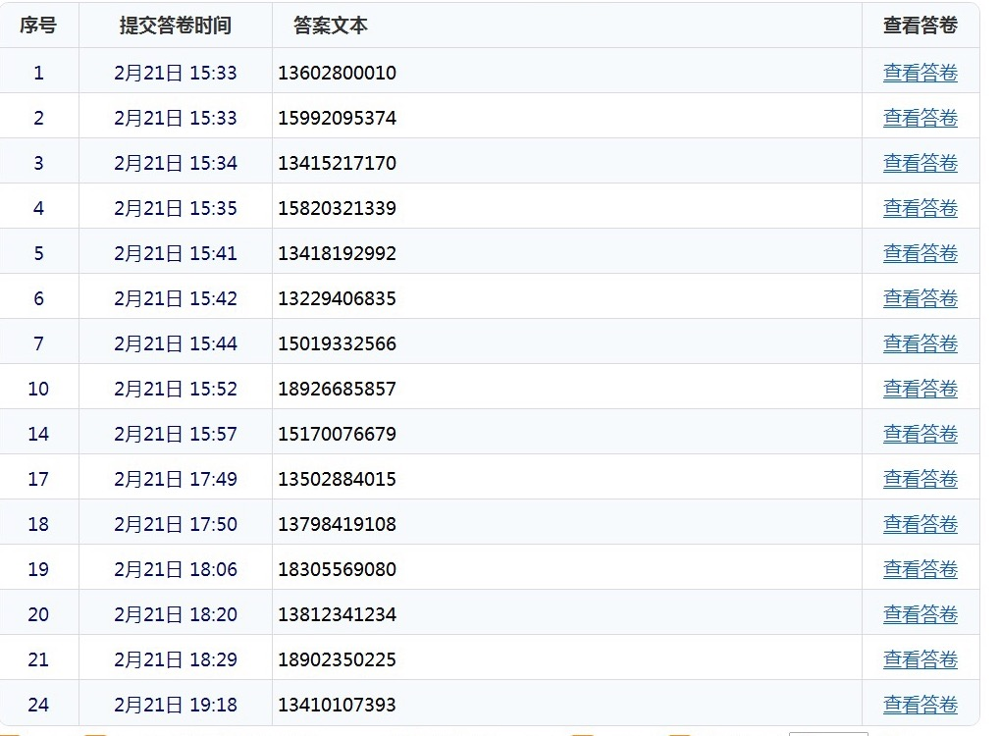 序号 提交答卷时间 答案文本 查看答卷
1 2月21日 15:33 13602800010 查看答卷
2 2月21日 15:33 15992095374 查看答卷
3 2月21日 15:34 13415217170 查看答卷
4 2月21日 15:35 15820321339 查看答卷
5 2月21日 15:41 13418192992 查看答卷
6 2月21日 15:42 13229406835 查看答卷
7 2月21日 15:44 15019332566 查看答卷
10 2月21日 15:52 18926685857 查看答卷
14 2月21日 15:57 15170076679 查看答卷
17 2月21日 17:49 13502884015 查看答卷
18 2月21日 17:50 13798419108 查看答卷
19 2月21日 18:06 18305569080 查看答卷
20 2月21日 18:20 13812341234 查看答卷
21 2月21日 18:29 18902350225 查看答卷
24 2月21日 19:18 13410107393 查看答卷